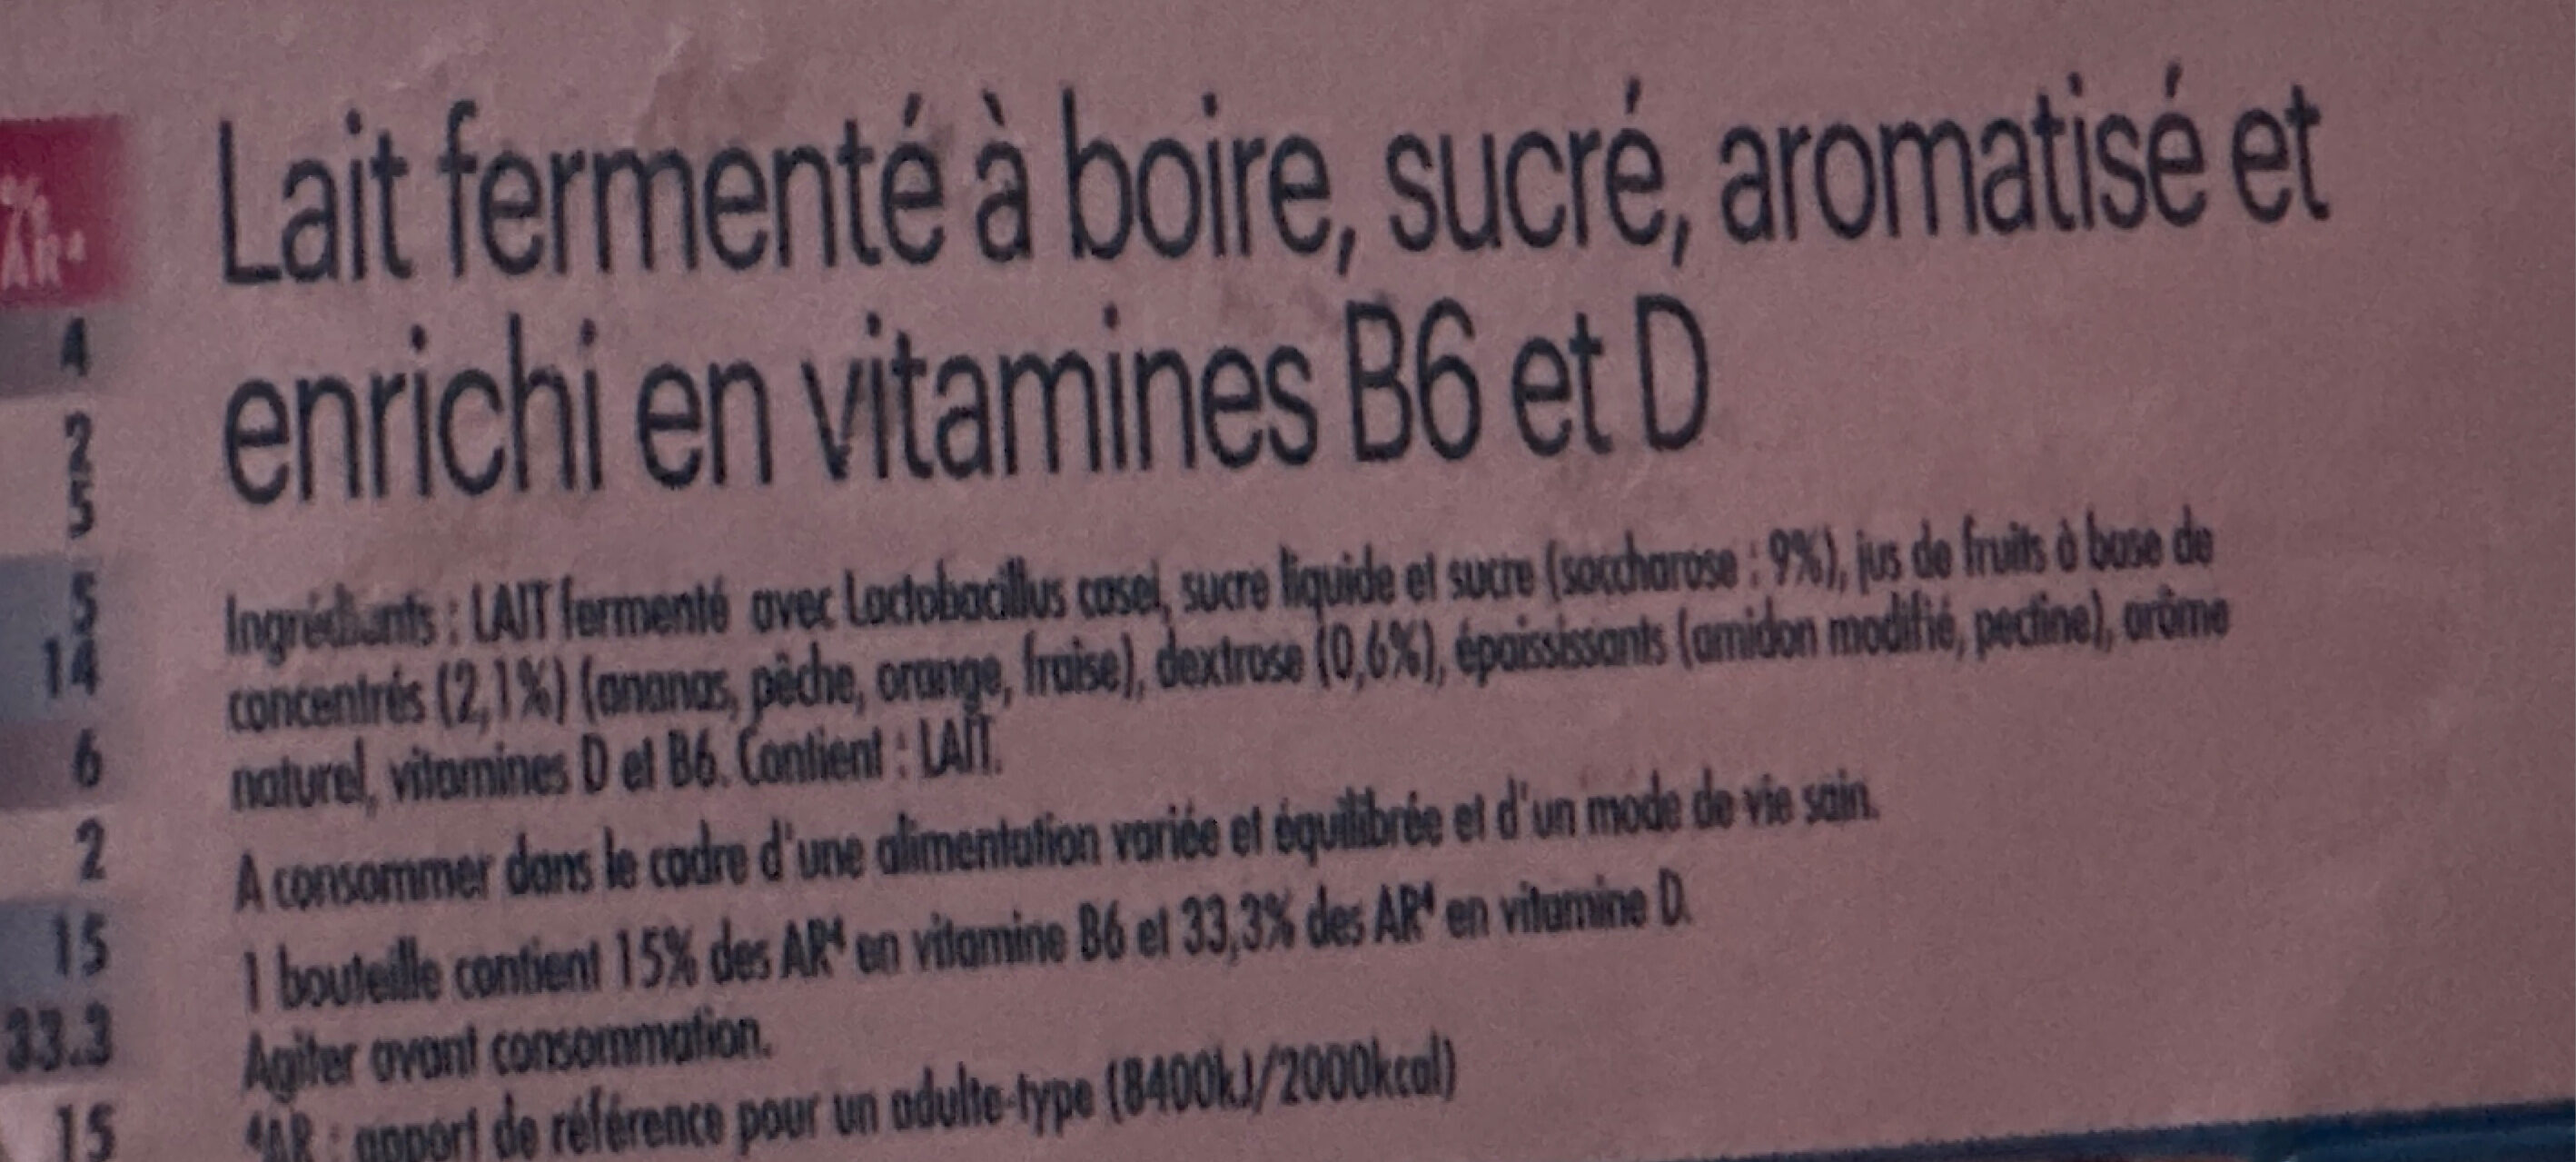 %
AR⁴
4
2
5
5
14
6
2
15
33.3
15
Lait fermenté à boire, sucré, aromatisé et
enrichi en vitamines B6 et D
Ingrédients : LAIT fermenté avec Lactobacillus casei, sucre liquide et sucre (saccharose : 9%), jus de fruits à base de
concentrés (2,1%) (ananas, pêche, orange, fraise), dextrose (0,6%), épaississants (amidon modifié, pectine), arôme
naturel, vitamines D et B6. Contient : LAIT.
A consommer dans le cadre d'une alimentation variée et équilibrée et d'un mode de vie sain.
1 bouteille contient 15% des AR⁴ en vitamine B6 et 33,3% des AR⁴ en vitamine D.
Agiter avant consommation.
⁴AR : apport de référence pour un adulte-type (8400kJ/2000kcal)